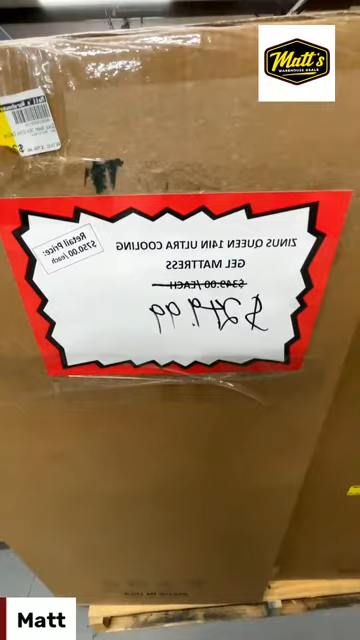 Matt's
WAREHOUSE DEALS
Retail Price:
$750.00 /each
ZINUS QUEEN 14IN ULTRA COOLING
GEL MATTRESS
$349.00/EACH
$249.99
Matt